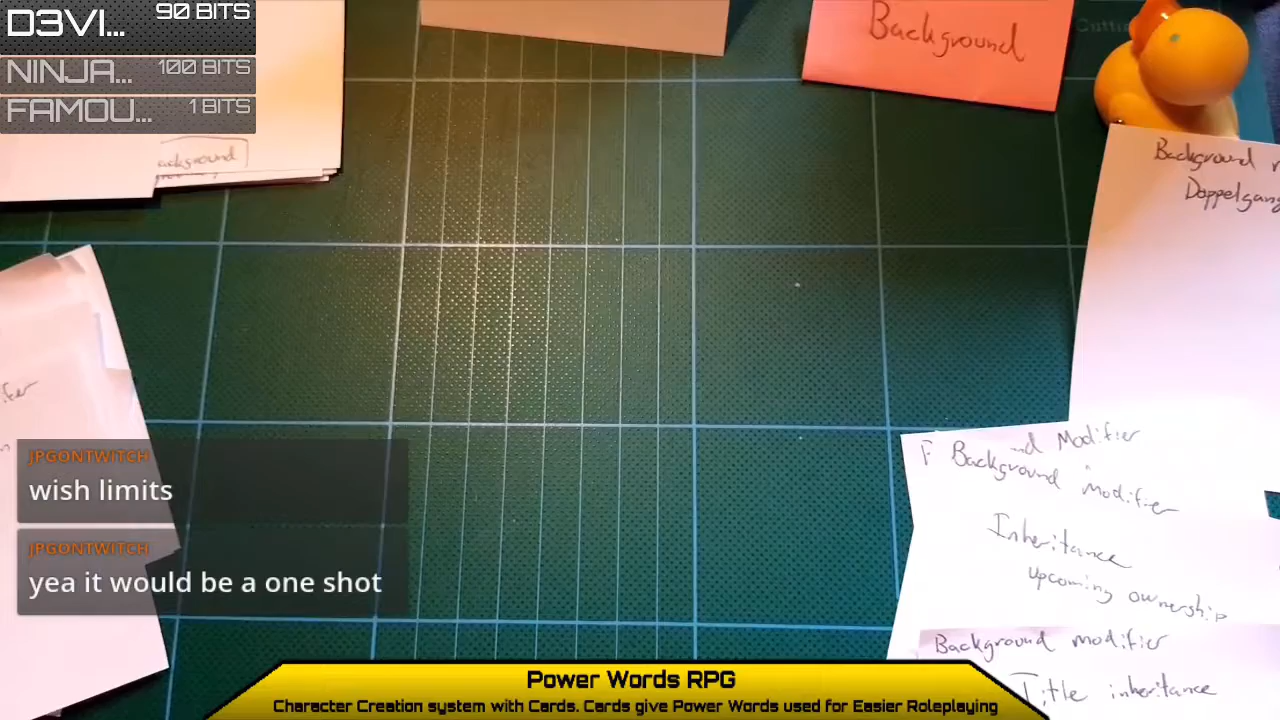 D3VI...
90 BITS
NINJA...
100 BITS
FAMOU...
1 BITS
ackground
Background
Background
Doppelgang
JPGONTWITCH
wish limits
JPGONTWITCH
yea it would be a one shot
nd Modifier
Background Modifier
Inheritance
upcoming ownership
Background modifier
Title inheritance
Power Words RPG
Character Creation system with Cards. Cards give Power Words used for Easier Roleplaying